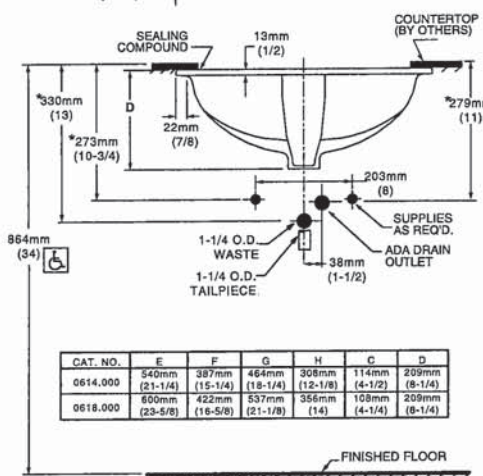 SEALING
COMPOUND
13mm
(1/2)
COUNTERTOP
(BY OTHERS)
*330mm
(13)
D
*279mm
(11)
*273mm
(10-3/4)
22mm
(7/8)
203mm
(8)
864mm
(34)
1-1/4 O.D.
WASTE
SUPPLIES
AS REQ'D.
ADA DRAIN
OUTLET
1-1/4 O.D.
TAILPIECE
38mm
(1-1/2)
CAT. NO. E F G H C D
0614.000 540mm (21-1/4) 387mm (15-1/4) 464mm (18-1/4) 308mm (12-1/8) 114mm (4-1/2) 209mm (8-1/4)
0618.000 600mm (23-5/8) 422mm (16-5/8) 537mm (21-1/8) 356mm (14) 108mm (4-1/4) 209mm (8-1/4)
FINISHED FLOOR